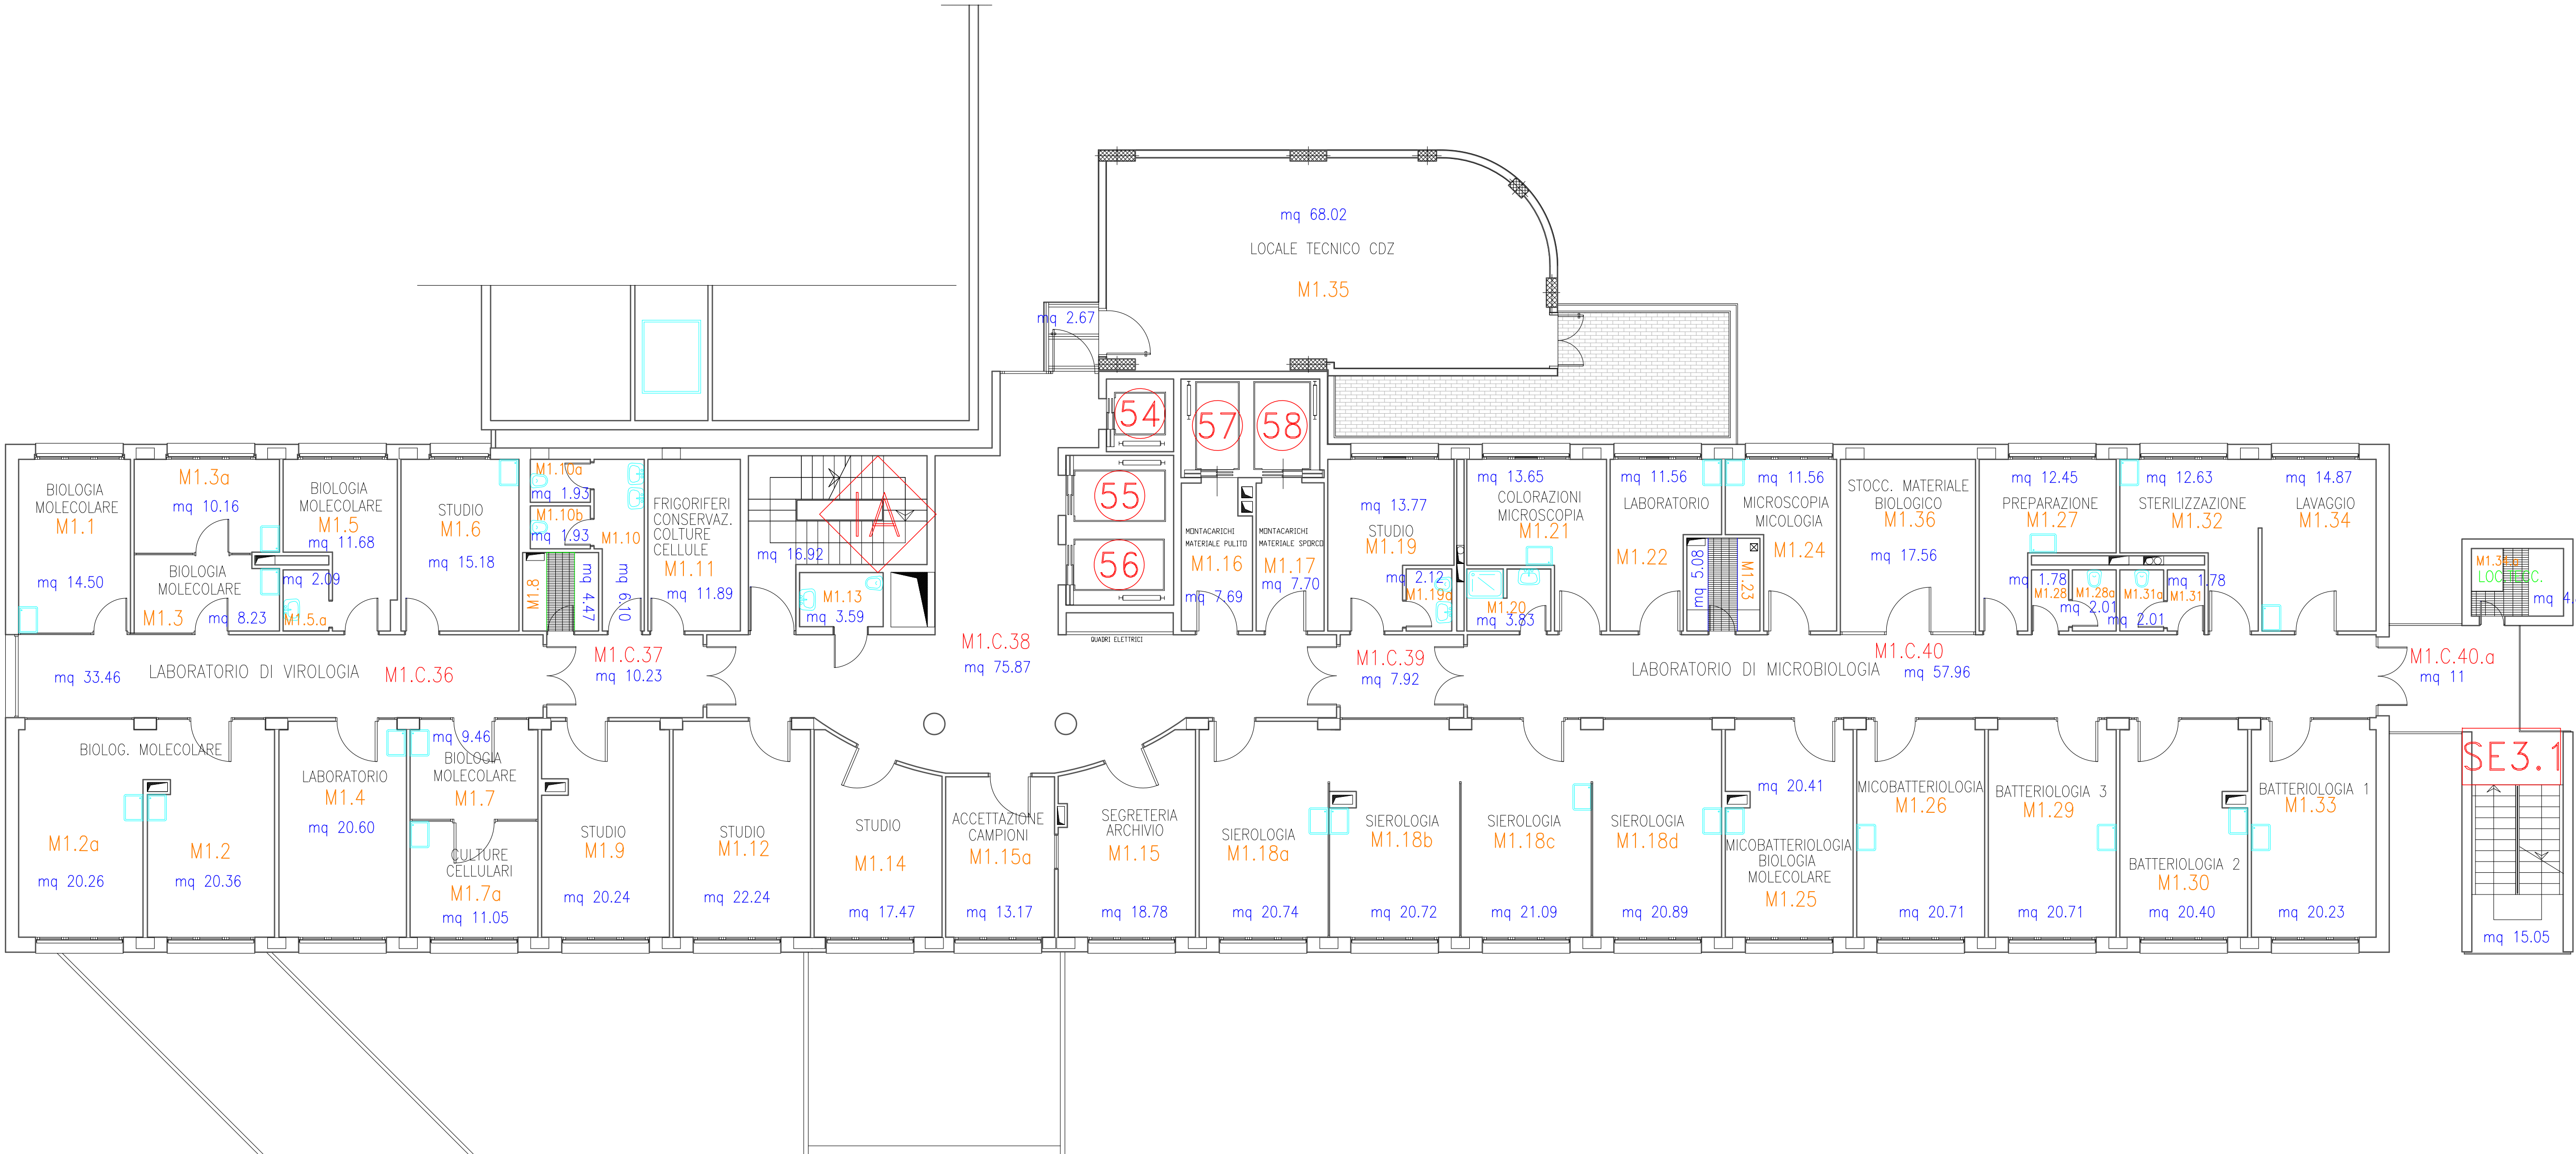 mq 68.02
LOCALE TECNICO CDZ
M1.35
mq 2.67
54
57
58
55
56
IA
BIOLOGIA
MOLECOLARE
M1.1
mq 14.50
M1.3a
mq 10.16
BIOLOGIA
MOLECOLARE
M1.3
mq 8.23
BIOLOGIA
MOLECOLARE
M1.5
mq 11.68
mq 2.09
M1.5.a
STUDIO
M1.6
mq 15.18
M1.10a
mq 1.93
M1.10b
mq 1.93
M1.10
mq 6.10
M1.8
mq 4.47
FRIGORIFERI
CONSERVAZ.
COLTURE
CELLULE
M1.11
mq 11.89
mq 16.92
M1.13
mq 3.59
MONTACARICHI
MATERIALE PULITO
M1.16
mq 7.69
MONTACARICHI
MATERIALE SPORCO
M1.17
mq 7.70
QUADRI ELETTRICI
mq 13.77
STUDIO
M1.19
mq 2.12
M1.19a
mq 13.65
COLORAZIONI
MICROSCOPIA
M1.21
M1.20
mq 3.83
mq 11.56
LABORATORIO
M1.22
mq 5.08
M1.23
mq 11.56
MICROSCOPIA
MICOLOGIA
M1.24
STOCC. MATERIALE
BIOLOGICO
M1.36
mq 17.56
mq 12.45
PREPARAZIONE
M1.27
mq 1.78
M1.28
M1.28a
mq 2.01
mq 12.63
STERILIZZAZIONE
M1.32
M1.31a
mq 2.01
mq 1.78
M1.31
mq 14.87
LAVAGGIO
M1.34
mq 4.
mq 33.46
LABORATORIO DI VIROLOGIA
M1.C.36
M1.C.37
mq 10.23
M1.C.38
mq 75.87
M1.C.39
mq 7.92
LABORATORIO DI MICROBIOLOGIA
M1.C.40
mq 57.96
M1.C.40.a
mq 11
BIOLOG. MOLECOLARE
M1.2a
mq 20.26
M1.2
mq 20.36
LABORATORIO
M1.4
mq 20.60
mq 9.46
BIOLOGIA
MOLECOLARE
M1.7
CULTURE
CELLULARI
M1.7a
mq 11.05
STUDIO
M1.9
mq 20.24
STUDIO
M1.12
mq 22.24
STUDIO
M1.14
mq 17.47
ACCETTAZIONE
CAMPIONI
M1.15a
mq 13.17
SEGRETERIA
ARCHIVIO
M1.15
mq 18.78
SIEROLOGIA
M1.18a
mq 20.74
SIEROLOGIA
M1.18b
mq 20.72
SIEROLOGIA
M1.18c
mq 21.09
SIEROLOGIA
M1.18d
mq 20.89
mq 20.41
MICOBATTERIOLOGIA
BIOLOGIA
MOLECOLARE
M1.25
MICOBATTERIOLOGIA
M1.26
mq 20.71
BATTERIOLOGIA 3
M1.29
mq 20.71
BATTERIOLOGIA 2
M1.30
mq 20.40
BATTERIOLOGIA 1
M1.33
mq 20.23
SE3.1
mq 15.05